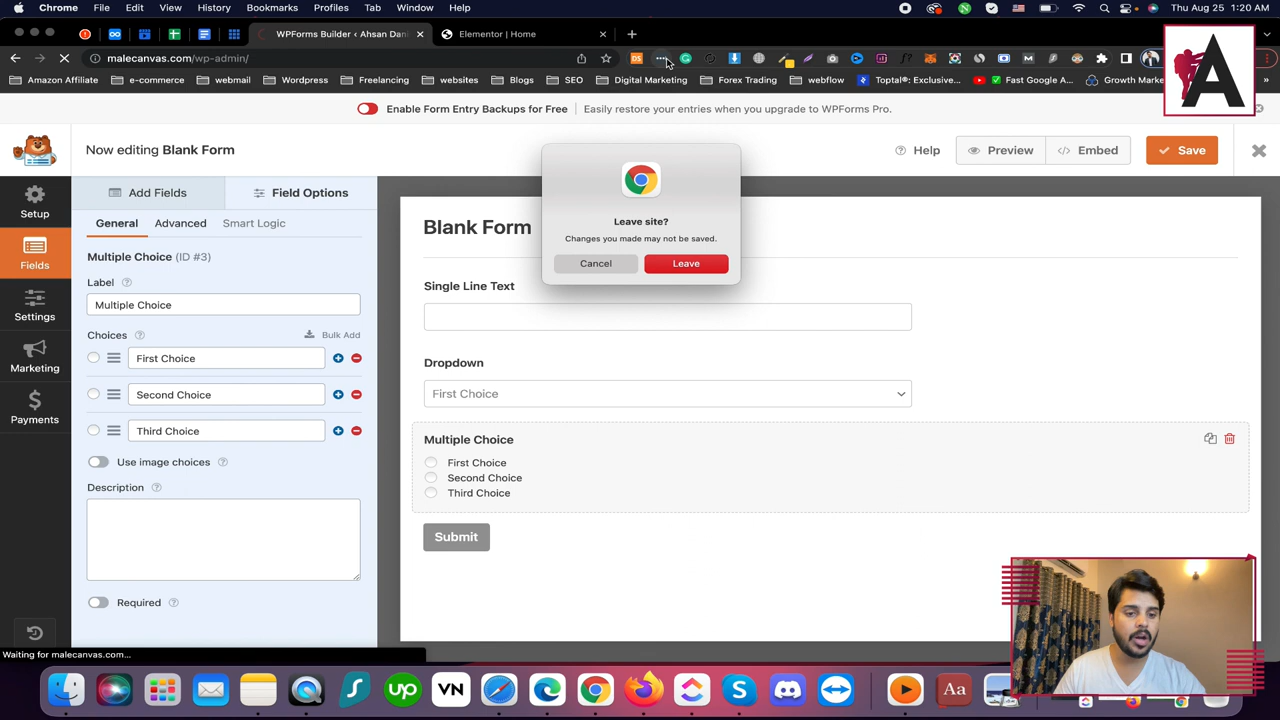 Chrome File Edit View History Bookmarks Profiles Tab Window Help Thu Aug 25 1:20 AM
WPForms Builder ‹ Ahsan Dani Elementor | Home
malecanvas.com/wp-admin/
Amazon Affiliate e-commerce webmail Wordpress Freelancing websites Blogs SEO Digital Marketing Forex Trading webflow Toptal®: Exclusive... Fast Google A... Growth Mark
Enable Form Entry Backups for Free Easily restore your entries when you upgrade to WPForms Pro.
Now editing Blank Form
Help Preview </> Embed Save
Leave site?
Changes you made may not be saved.
Cancel Leave
Setup
Fields
Settings
Marketing
Payments
Add Fields Field Options
General Advanced Smart Logic
Multiple Choice (ID #3)
Label
Multiple Choice
Choices Bulk Add
First Choice
Second Choice
Third Choice
Use image choices
Description
Required
Blank Form
Single Line Text
Dropdown
First Choice
Multiple Choice
First Choice
Second Choice
Third Choice
Submit
Waiting for malecanvas.com...
up VN Aa
A